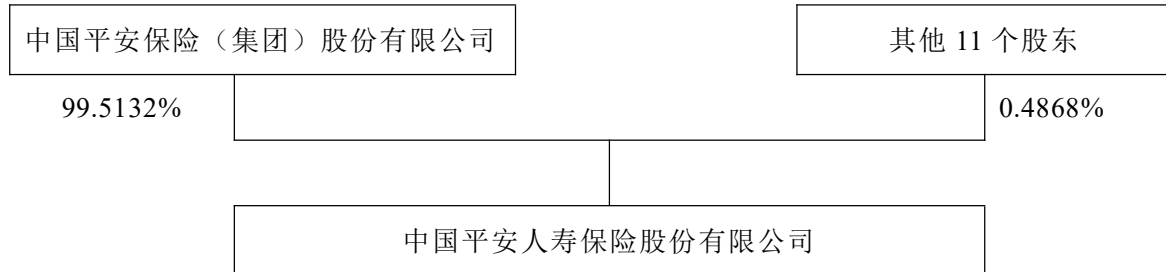 中国平安保险（集团）股份有限公司
其他 11 个股东
99.5132%
0.4868%
中国平安人寿保险股份有限公司